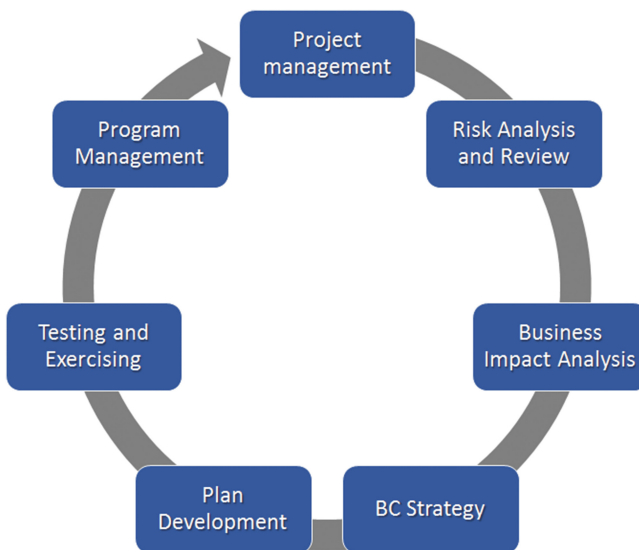 Project
management
Risk Analysis
and Review
Business
Impact Analysis
BC Strategy
Plan
Development
Testing and
Exercising
Program
Management